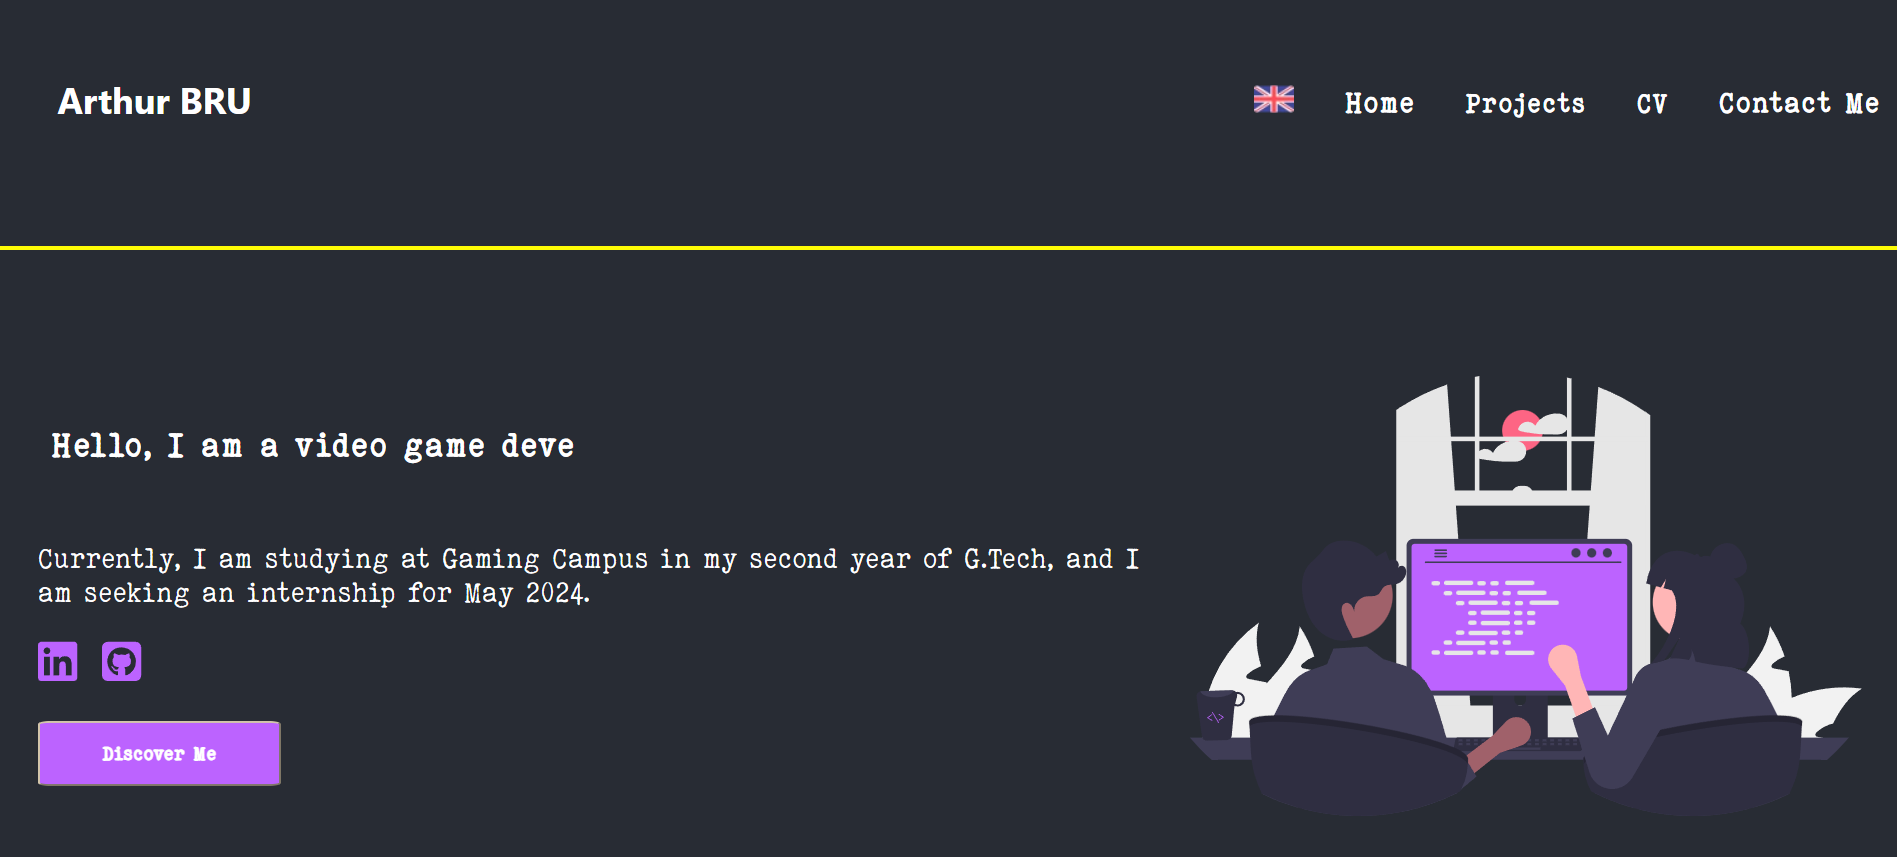 Arthur BRU
Home Projects CV Contact Me
Hello, I am a video game deve
Currently, I am studying at Gaming Campus in my second year of G.Tech, and I
am seeking an internship for May 2024.
in
Discover Me